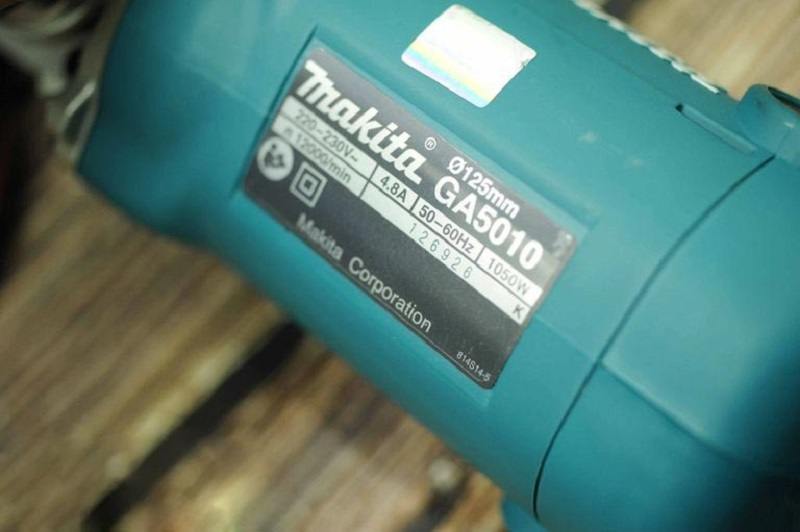 makita® Ø125mm
GA5010
220-230V~ 4.8A 50-60Hz 1050W
n 12000/min 126926 K
Makita Corporation
814S14-5